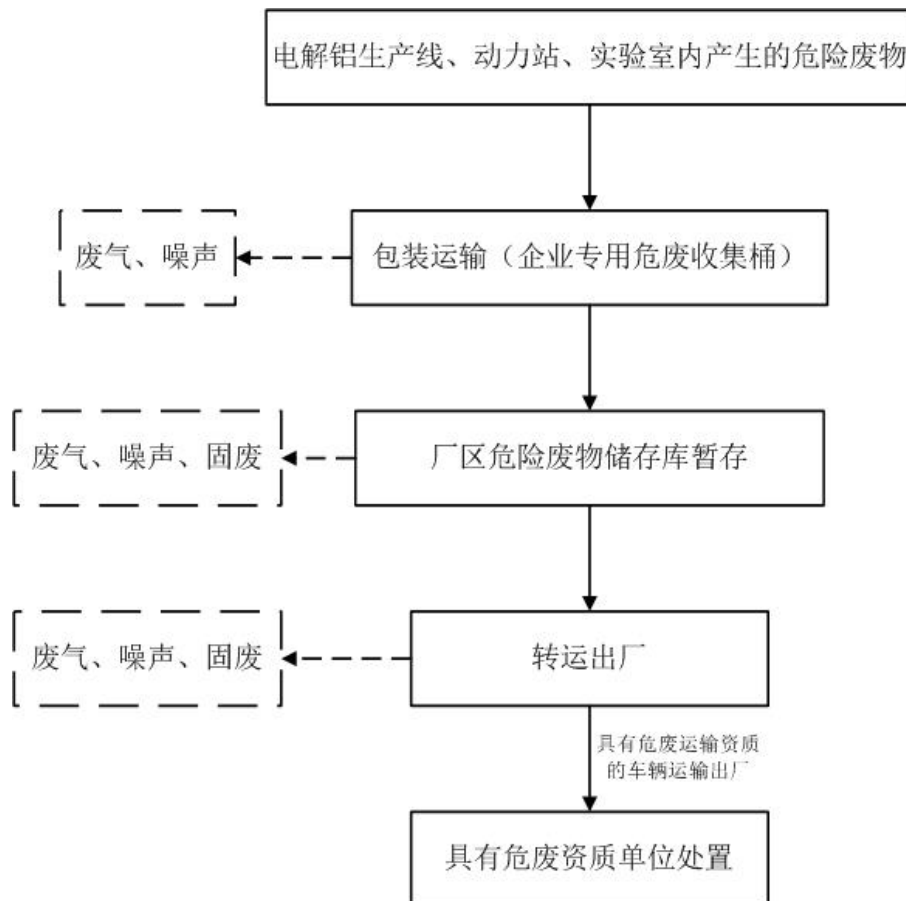 电解铝生产线、动力站、实验室内产生的危险废物
废气、噪声
包装运输（企业专用危废收集桶）
废气、噪声、固废
厂区危险废物储存库暂存
废气、噪声、固废
转运出厂
具有危废运输资质
的车辆运输出厂
具有危废资质单位处置